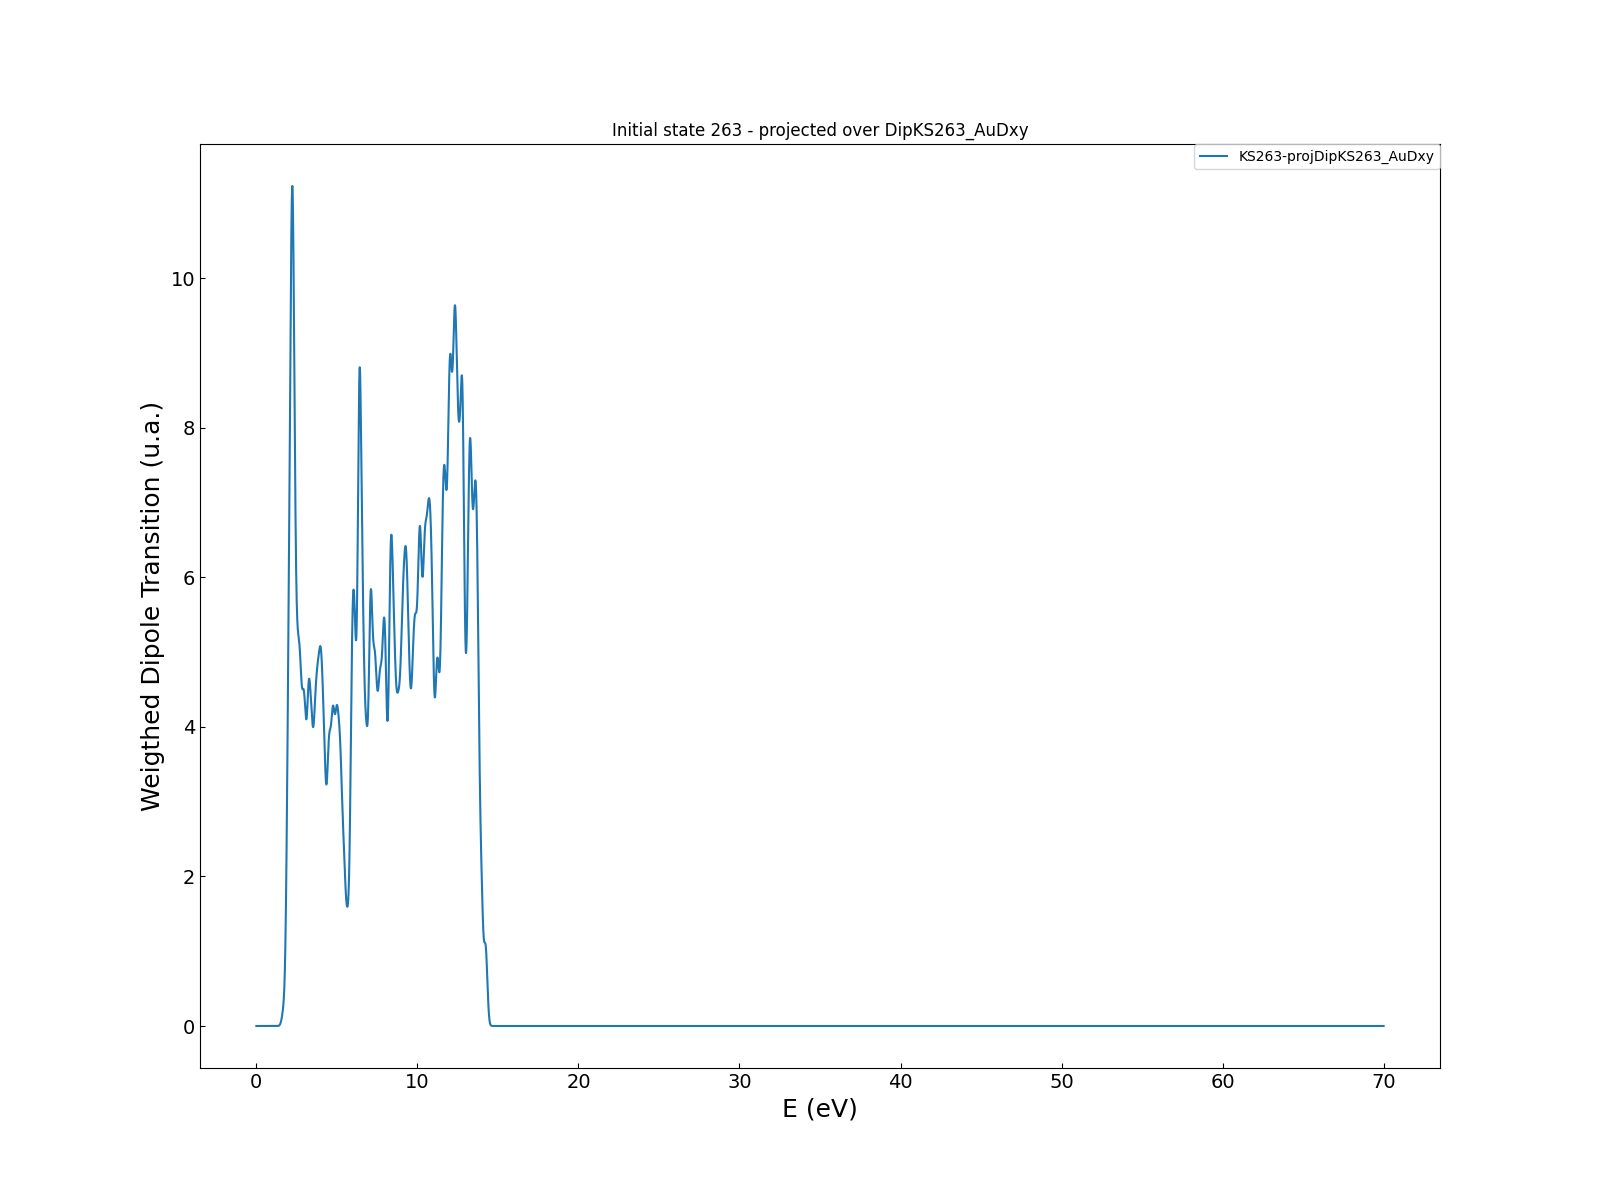 Initial state 263 - projected over DipKS263_AuDxy
KS263-projDipKS263_AuDxy
Weigthed Dipole Transition (u.a.)
10
8
6
4
2
0
0 10 20 30 40 50 60 70
E (eV)